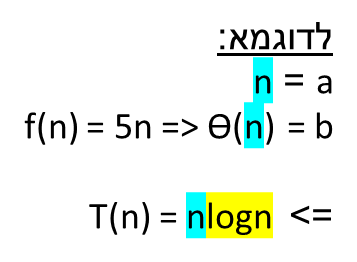 לדוגמא:
n = a
f(n) = 5n => Ɵ(n) = b
T(n) = nlogn <=